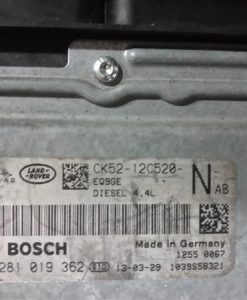 LAND- ROVER
CK52-12C520-
N AB
EQ9GE
DIESEL 4.4L
BOSCH
Made in Germany
1255 0067
281 019 362
13-03-29 1039S58321